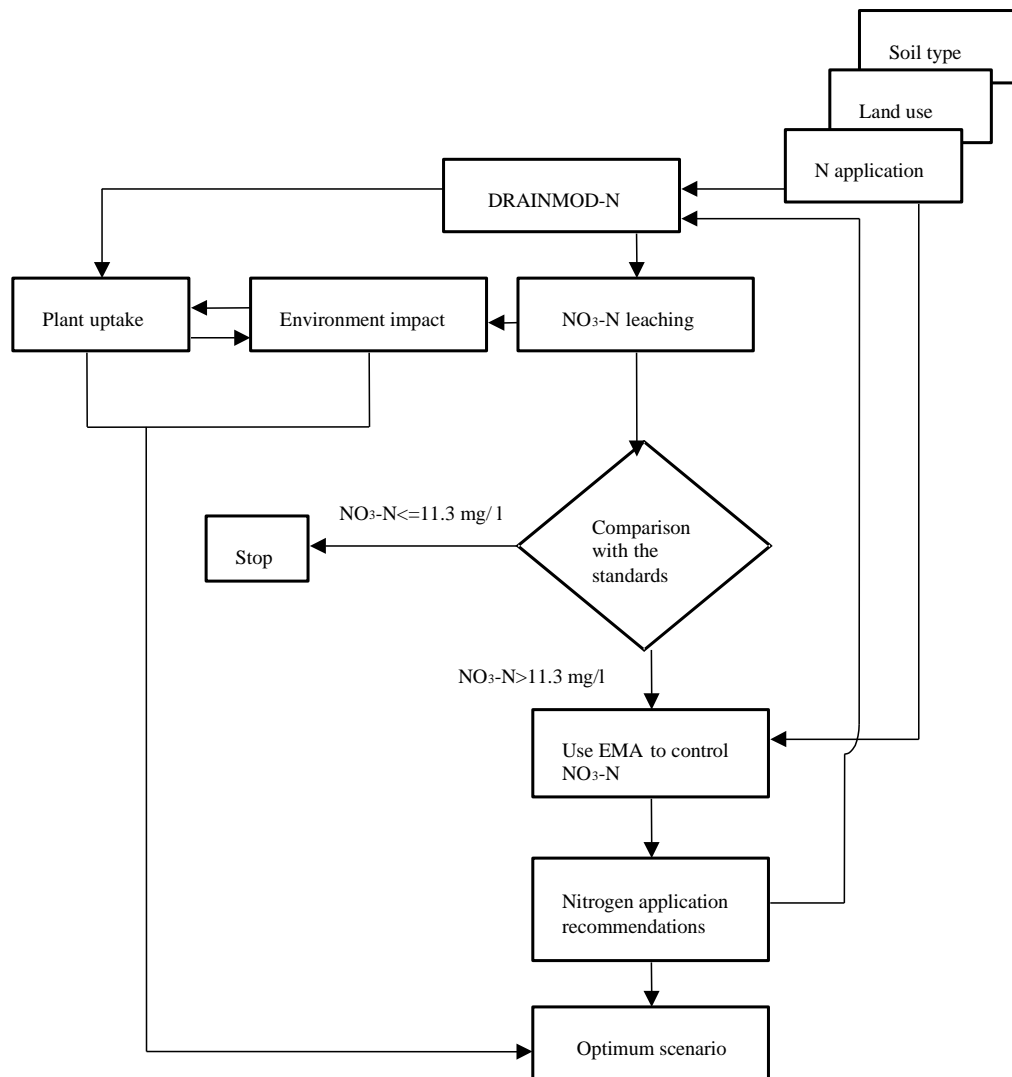 Soil type
Land use
N application
DRAINMOD-N
Plant uptake
Environment impact
NO₃-N leaching
NO₃-N<=11.3 mg/ l
Comparison
with the
standards
Stop
NO₃-N>11.3 mg/l
Use EMA to control
NO₃-N
Nitrogen application
recommendations
Optimum scenario